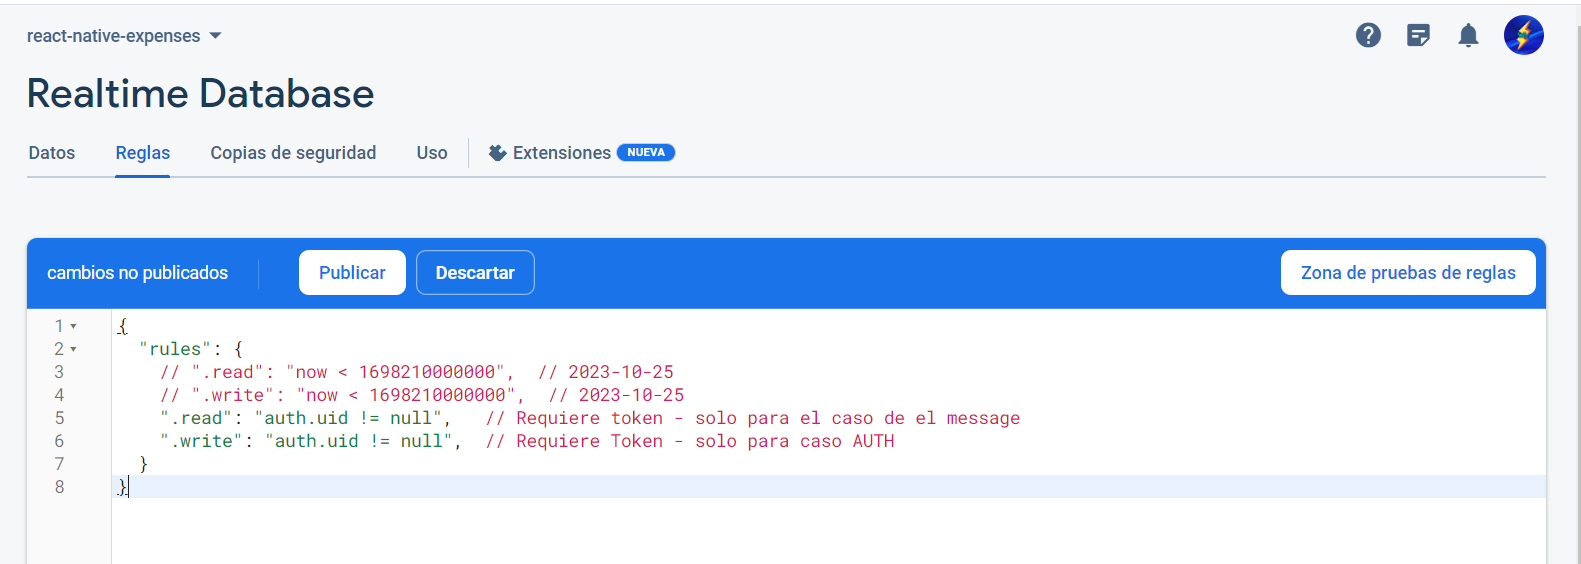 react-native-expenses
Realtime Database
Datos Reglas Copias de seguridad Uso Extensiones NUEVA
cambios no publicados Publicar Descartar Zona de pruebas de reglas
1 {
2 "rules": {
3 // ".read": "now < 1698210000000", // 2023-10-25
4 // ".write": "now < 1698210000000", // 2023-10-25
5 ".read": "auth.uid != null", // Requiere token - solo para el caso de el message
6 ".write": "auth.uid != null", // Requiere Token - solo para caso AUTH
7 }
8 }